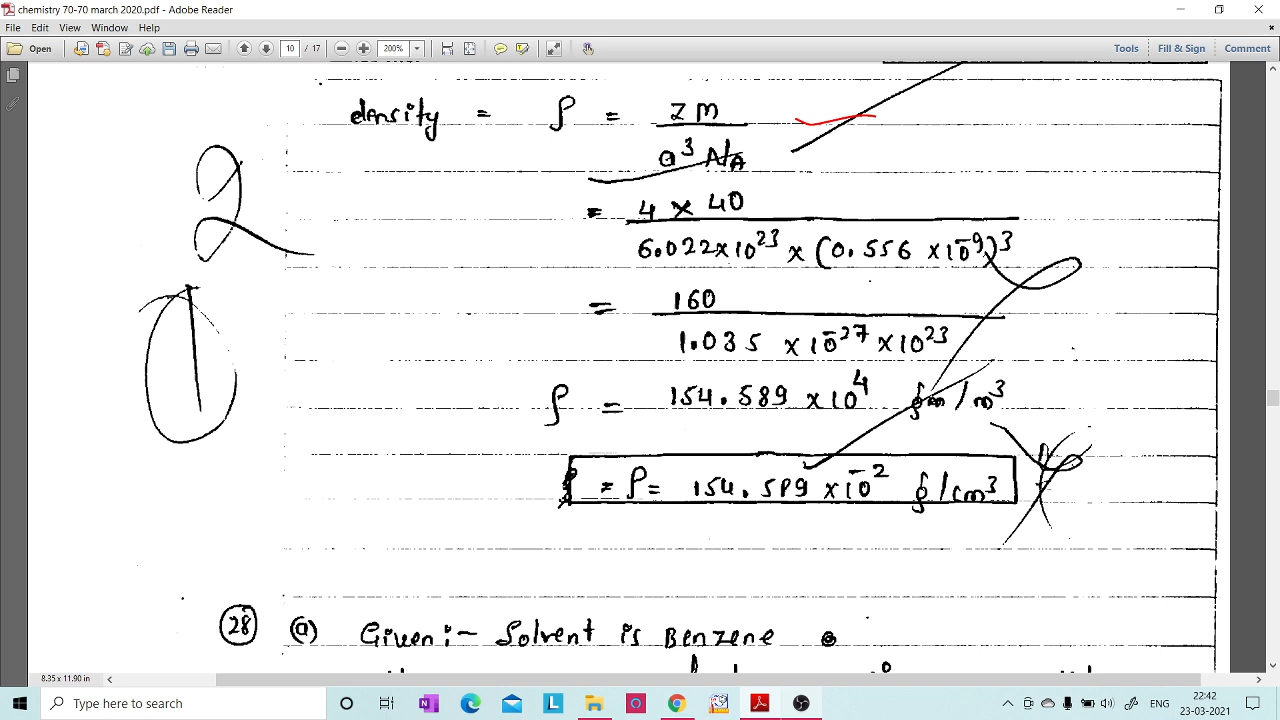 chemistry 70-70 march 2020.pdf - Adobe Reader
File Edit View Window Help
Open 10 / 17 200% Tools Fill & Sign Comment
density = ρ = Z M
a³ NA
= 4 × 40
6.022×10²³ × (0.556 ×10⁻⁹)³
2
= 160
1.035 ×10⁻²⁷ ×10²³
1
ρ = 154.589 ×10⁴ gm/m³
= ρ = 154.589 ×10⁻² g/cm³
28 (a) Given:- Solvent is Benzene
8.35 x 11.90 in
Type here to search
ENG
22:42
23-03-2021